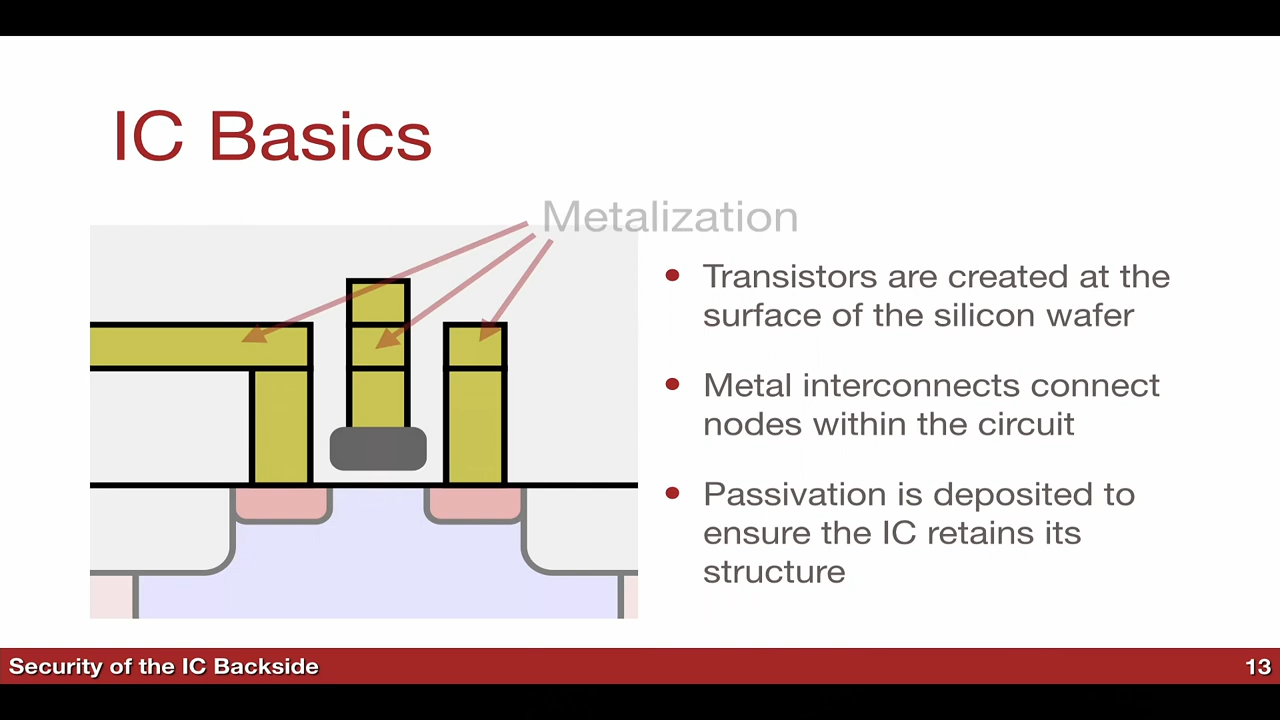 IC Basics
Metalization
• Transistors are created at the
surface of the silicon wafer
• Metal interconnects connect
nodes within the circuit
• Passivation is deposited to
ensure the IC retains its
structure
Security of the IC Backside
13